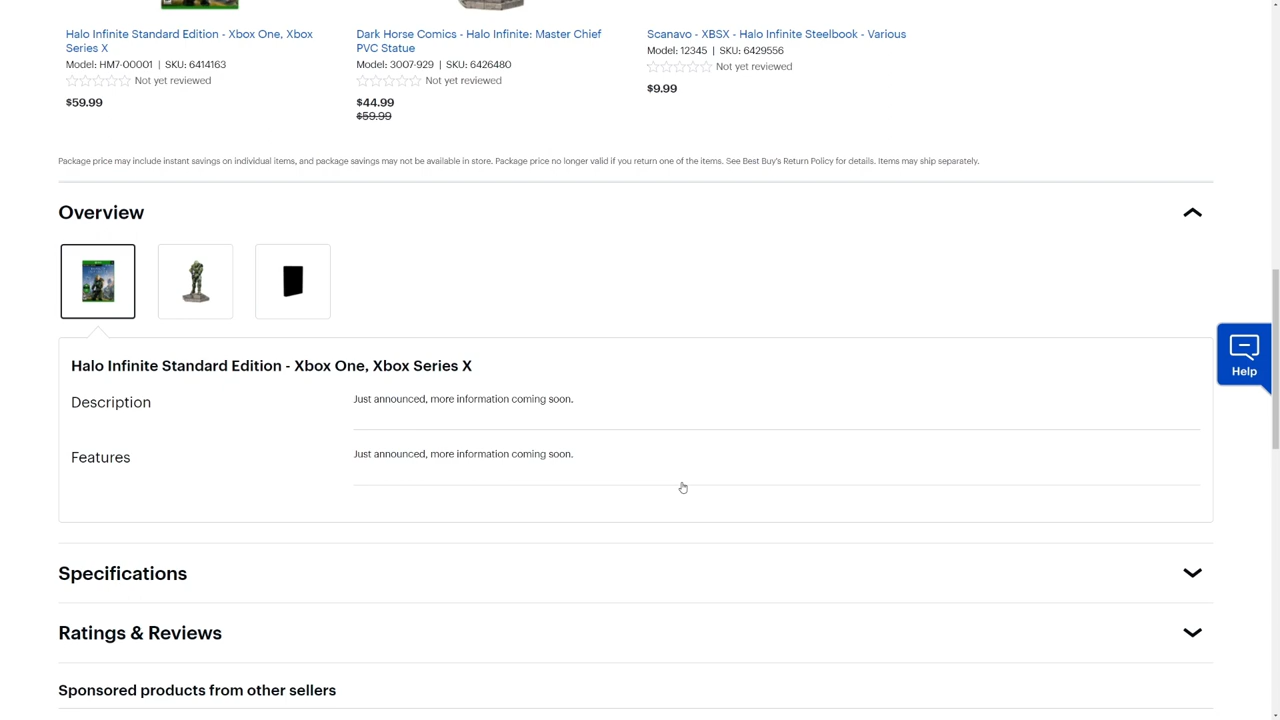 Halo Infinite Standard Edition - Xbox One, Xbox
Series X
Model: HM7-00001 | SKU: 6414163
Not yet reviewed
$59.99
Dark Horse Comics - Halo Infinite: Master Chief
PVC Statue
Model: 3007-929 | SKU: 6426480
Not yet reviewed
$44.99
$59.99
Scanavo - XBSX - Halo Infinite Steelbook - Various
Model: 12345 | SKU: 6429556
Not yet reviewed
$9.99
Package price may include instant savings on individual items, and package savings may not be available in store. Package price no longer valid if you return one of the items. See Best Buy's Return Policy for details. Items may ship separately.
Overview
Halo Infinite Standard Edition - Xbox One, Xbox Series X
Description
Just announced, more information coming soon.
Features
Just announced, more information coming soon.
Help
Specifications
Ratings & Reviews
Sponsored products from other sellers